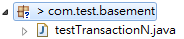 > com.test.basement
testTransactionN.java